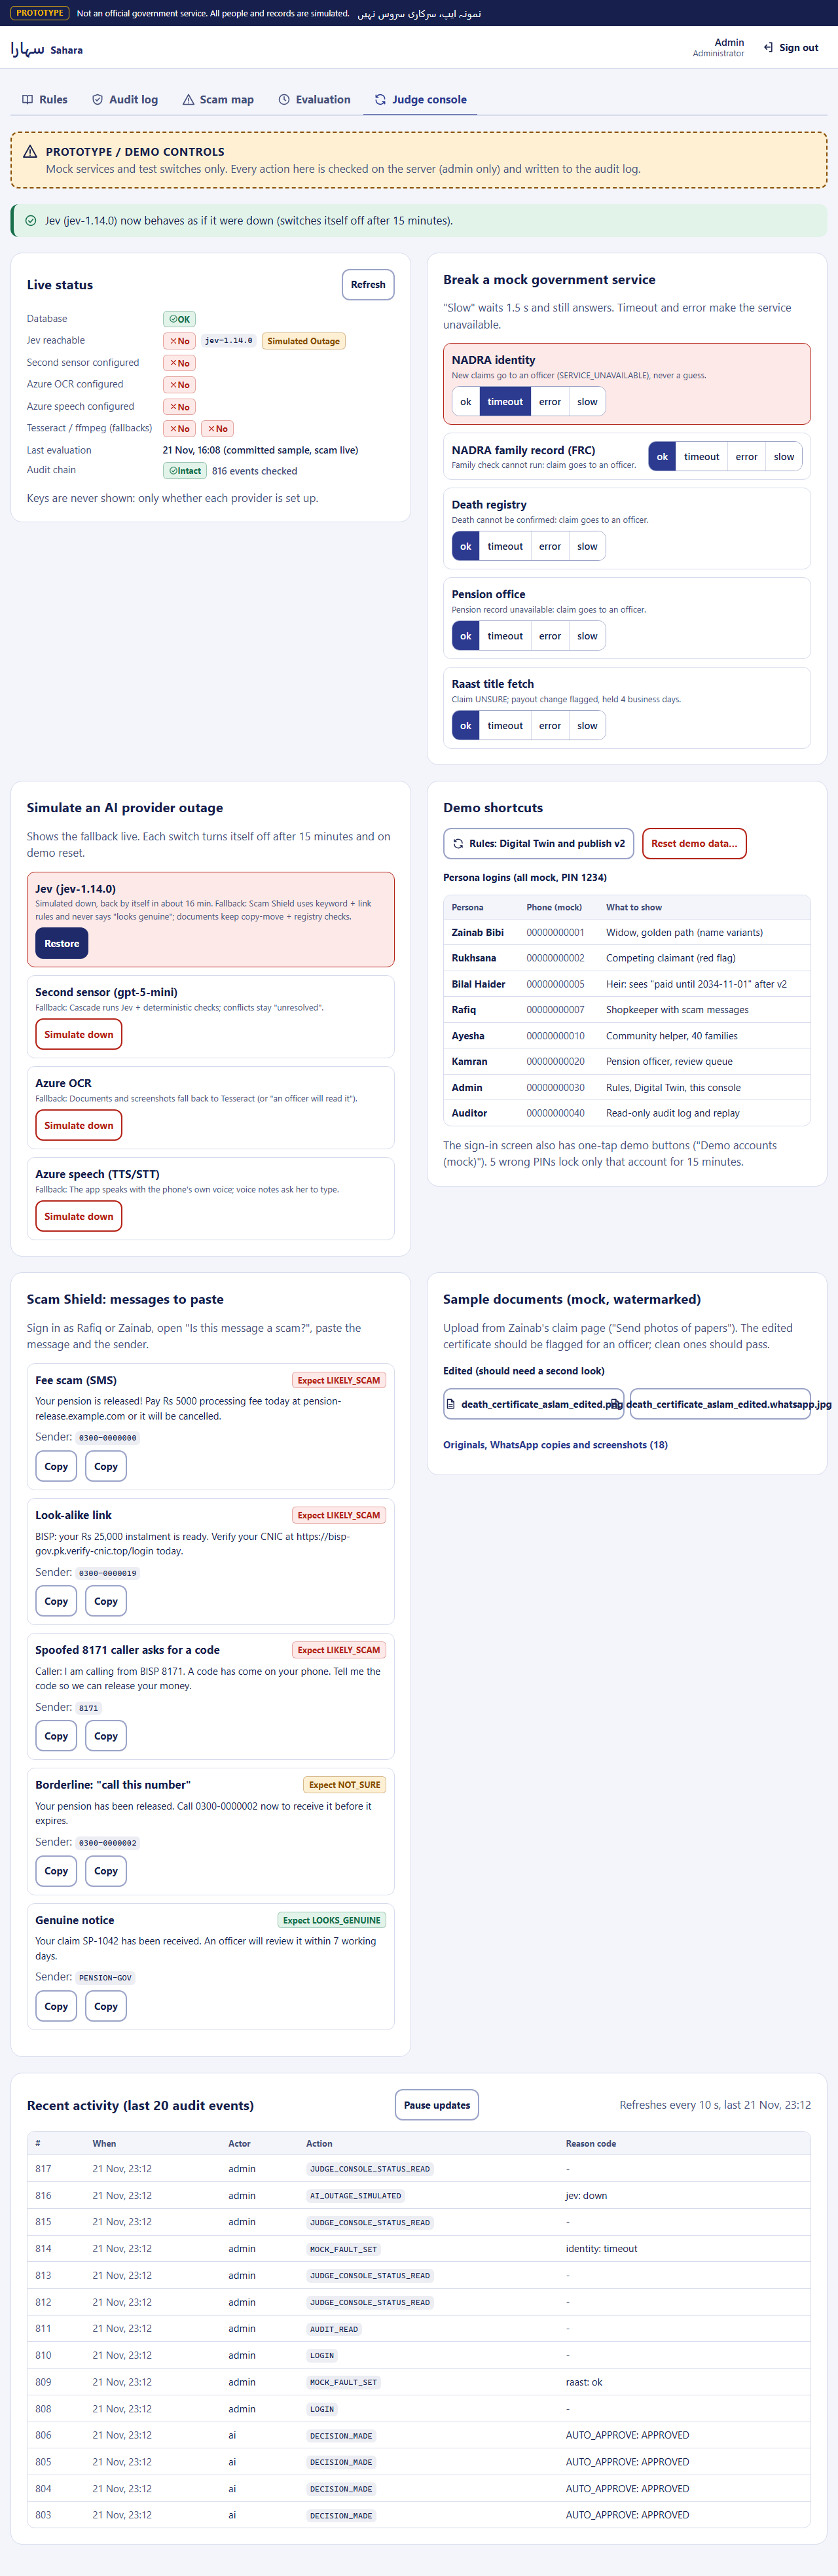 PROTOTYPE Not an official government service. All people and records are simulated. نمونہ ایپ، سرکاری سروس نہیں
سہارا Sahara
Admin
Administrator
Sign out
Rules Audit log Scam map Evaluation Judge console
PROTOTYPE / DEMO CONTROLS
Mock services and test switches only. Every action here is checked on the server (admin only) and written to the audit log.
Jev (jev-1.14.0) now behaves as if it were down (switches itself off after 15 minutes).
Live status
Refresh
Database OK
Jev reachable No jev-1.14.0 Simulated Outage
Second sensor configured No
Azure OCR configured No
Azure speech configured No
Tesseract / ffmpeg (fallbacks) No No
Last evaluation 21 Nov, 16:08 (committed sample, scam live)
Audit chain Intact 816 events checked
Keys are never shown: only whether each provider is set up.
Break a mock government service
"Slow" waits 1.5 s and still answers. Timeout and error make the service
unavailable.
NADRA identity
New claims go to an officer (SERVICE_UNAVAILABLE), never a guess.
ok timeout error slow
NADRA family record (FRC)
Family check cannot run: claim goes to an officer.
ok timeout error slow
Death registry
Death cannot be confirmed: claim goes to an officer.
ok timeout error slow
Pension office
Pension record unavailable: claim goes to an officer.
ok timeout error slow
Raast title fetch
Claim UNSURE; payout change flagged, held 4 business days.
ok timeout error slow
Simulate an AI provider outage
Shows the fallback live. Each switch turns itself off after 15 minutes and on
demo reset.
Jev (jev-1.14.0)
Simulated down, back by itself in about 16 min. Fallback: Scam Shield uses keyword + link
rules and never says "looks genuine"; documents keep copy-move + registry checks.
Restore
Second sensor (gpt-5-mini)
Fallback: Cascade runs Jev + deterministic checks; conflicts stay "unresolved".
Simulate down
Azure OCR
Fallback: Documents and screenshots fall back to Tesseract (or "an officer will read it").
Simulate down
Azure speech (TTS/STT)
Fallback: The app speaks with the phone's own voice; voice notes ask her to type.
Simulate down
Demo shortcuts
Rules: Digital Twin and publish v2 Reset demo data...
Persona logins (all mock, PIN 1234)
Persona Phone (mock) What to show
Zainab Bibi 00000000001 Widow, golden path (name variants)
Rukhsana 00000000002 Competing claimant (red flag)
Bilal Haider 00000000005 Heir: sees "paid until 2034-11-01" after v2
Rafiq 00000000007 Shopkeeper with scam messages
Ayesha 00000000010 Community helper, 40 families
Kamran 00000000020 Pension officer, review queue
Admin 00000000030 Rules, Digital Twin, this console
Auditor 00000000040 Read-only audit log and replay
The sign-in screen also has one-tap demo buttons ("Demo accounts
(mock)"). 5 wrong PINs lock only that account for 15 minutes.
Scam Shield: messages to paste
Sign in as Rafiq or Zainab, open "Is this message a scam?", paste the
message and the sender.
Fee scam (SMS) Expect LIKELY_SCAM
Your pension is released! Pay Rs 5000 processing fee today at pension-
release.example.com or it will be cancelled.
Sender: 0300-0000000
Copy Copy
Look-alike link Expect LIKELY_SCAM
BISP: your Rs 25,000 instalment is ready. Verify your CNIC at https://bisp-
gov.pk.verify-cnic.top/login today.
Sender: 0300-0000019
Copy Copy
Spoofed 8171 caller asks for a code Expect LIKELY_SCAM
Caller: I am calling from BISP 8171. A code has come on your phone. Tell me the
code so we can release your money.
Sender: 8171
Copy Copy
Borderline: "call this number" Expect NOT_SURE
Your pension has been released. Call 0300-0000002 now to receive it before it
expires.
Sender: 0300-0000002
Copy Copy
Genuine notice Expect LOOKS_GENUINE
Your claim SP-1042 has been received. An officer will review it within 7 working
days.
Sender: PENSION-GOV
Copy Copy
Sample documents (mock, watermarked)
Upload from Zainab's claim page ("Send photos of papers"). The edited
certificate should be flagged for an officer; clean ones should pass.
Edited (should need a second look)
death_certificate_aslam_edited.png death_certificate_aslam_edited.whatsapp.jpg
Originals, WhatsApp copies and screenshots (18)
Recent activity (last 20 audit events) Pause updates Refreshes every 10 s, last 21 Nov, 23:12
# When Actor Action Reason code
817 21 Nov, 23:12 admin JUDGE_CONSOLE_STATUS_READ -
816 21 Nov, 23:12 admin AI_OUTAGE_SIMULATED jev: down
815 21 Nov, 23:12 admin JUDGE_CONSOLE_STATUS_READ -
814 21 Nov, 23:12 admin MOCK_FAULT_SET identity: timeout
813 21 Nov, 23:12 admin JUDGE_CONSOLE_STATUS_READ -
812 21 Nov, 23:12 admin JUDGE_CONSOLE_STATUS_READ -
811 21 Nov, 23:12 admin AUDIT_READ -
810 21 Nov, 23:12 admin LOGIN -
809 21 Nov, 23:12 admin MOCK_FAULT_SET raast: ok
808 21 Nov, 23:12 admin LOGIN -
806 21 Nov, 23:12 ai DECISION_MADE AUTO_APPROVE: APPROVED
805 21 Nov, 23:12 ai DECISION_MADE AUTO_APPROVE: APPROVED
804 21 Nov, 23:12 ai DECISION_MADE AUTO_APPROVE: APPROVED
803 21 Nov, 23:12 ai DECISION_MADE AUTO_APPROVE: APPROVED